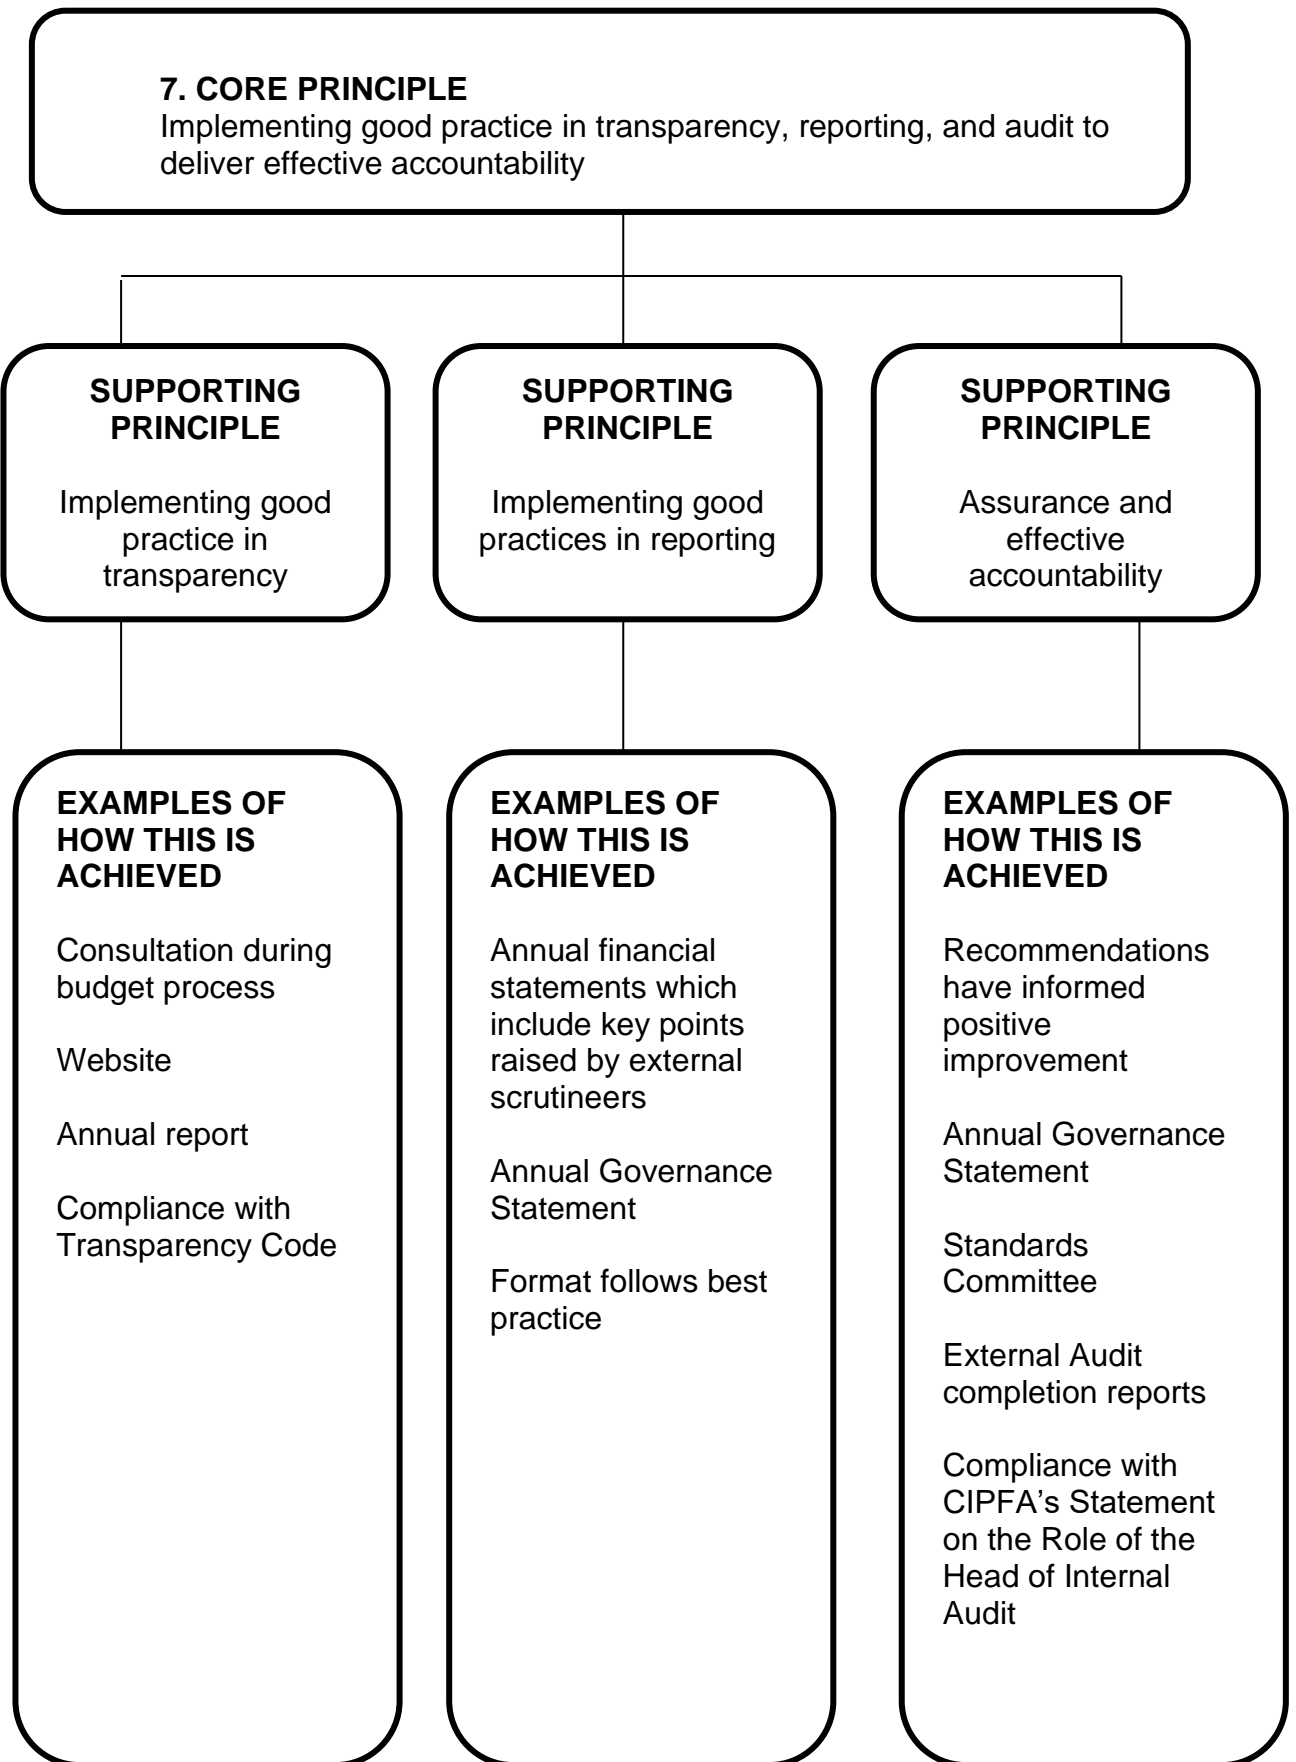 7. CORE PRINCIPLE
Implementing good practice in transparency, reporting, and audit to
deliver effective accountability
SUPPORTING
PRINCIPLE
Implementing good
practice in
transparency
SUPPORTING
PRINCIPLE
Implementing good
practices in reporting
SUPPORTING
PRINCIPLE
Assurance and
effective
accountability
EXAMPLES OF
HOW THIS IS
ACHIEVED
Consultation during
budget process
Website
Annual report
Compliance with
Transparency Code
EXAMPLES OF
HOW THIS IS
ACHIEVED
Annual financial
statements which
include key points
raised by external
scrutineers
Annual Governance
Statement
Format follows best
practice
EXAMPLES OF
HOW THIS IS
ACHIEVED
Recommendations
have informed
positive
improvement
Annual Governance
Statement
Standards
Committee
External Audit
completion reports
Compliance with
CIPFA’s Statement
on the Role of the
Head of Internal
Audit